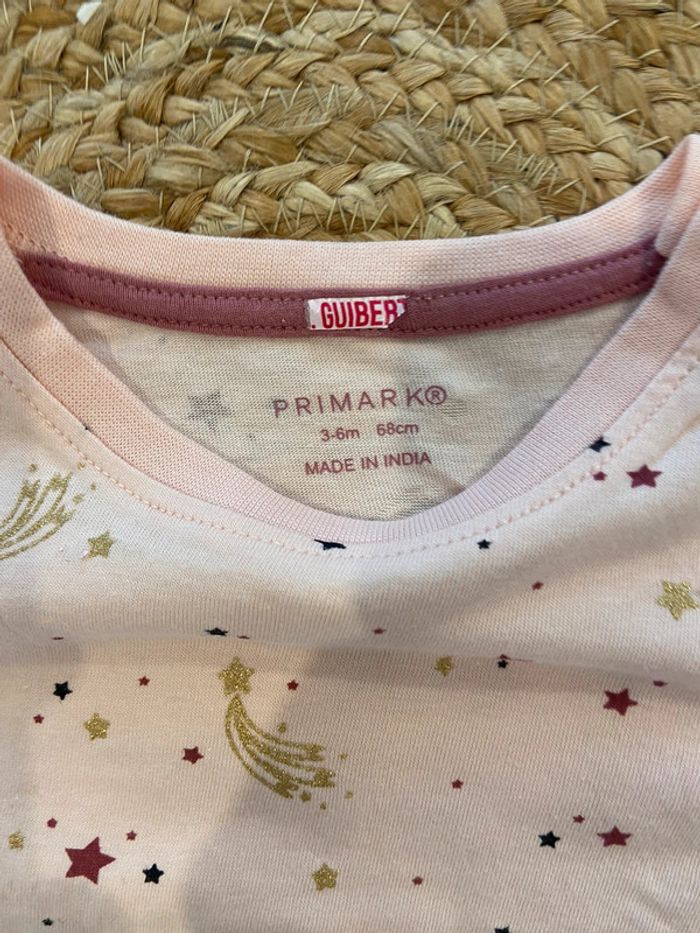 . GUIBERT
PRIMARK®
3-6m 68cm
MADE IN INDIA